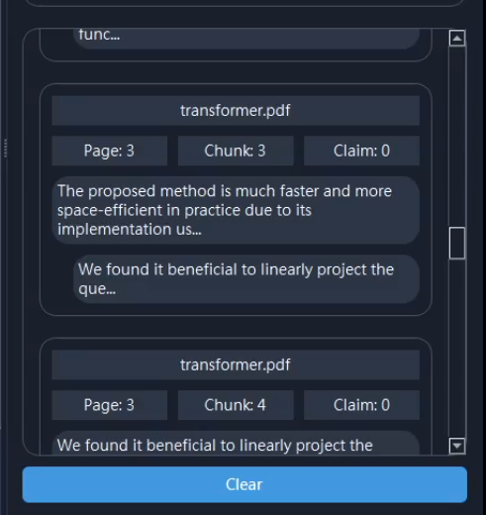 func...
transformer.pdf
Page: 3
Chunk: 3
Claim: 0
The proposed method is much faster and more
space-efficient in practice due to its
implementation us...
We found it beneficial to linearly project the
que...
transformer.pdf
Page: 3
Chunk: 4
Claim: 0
We found it beneficial to linearly project the
Clear